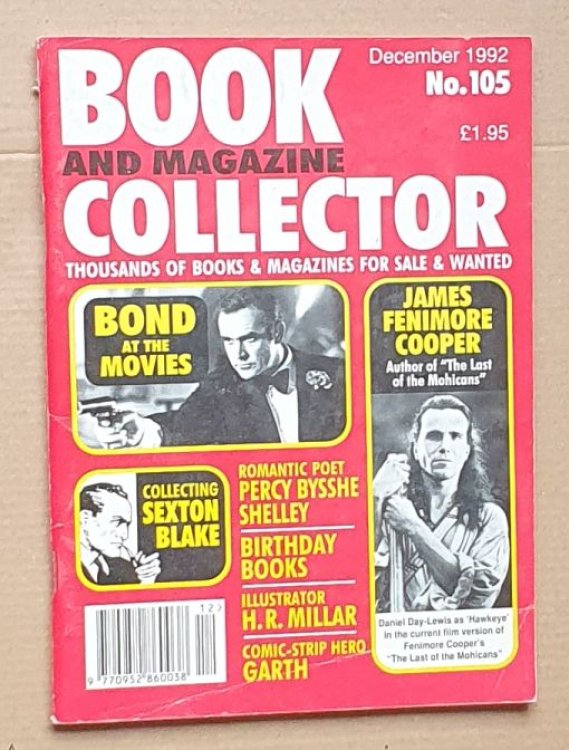 BOOK
AND MAGAZINE
COLLECTOR
December 1992
No.105
£1.95
THOUSANDS OF BOOKS & MAGAZINES FOR SALE & WANTED
BOND
AT THE
MOVIES
JAMES
FENIMORE
COOPER
Author of "The Last
of the Mohicans"
COLLECTING
SEXTON
BLAKE
ROMANTIC POET
PERCY BYSSHE
SHELLEY
BIRTHDAY
BOOKS
ILLUSTRATOR
H.R. MILLAR
COMIC-STRIP HERO
GARTH
Daniel Day-Lewis as 'Hawkeye'
in the current film version of
Fenimore Cooper's
"The Last of the Mohicans"
12>
9 770952 860038